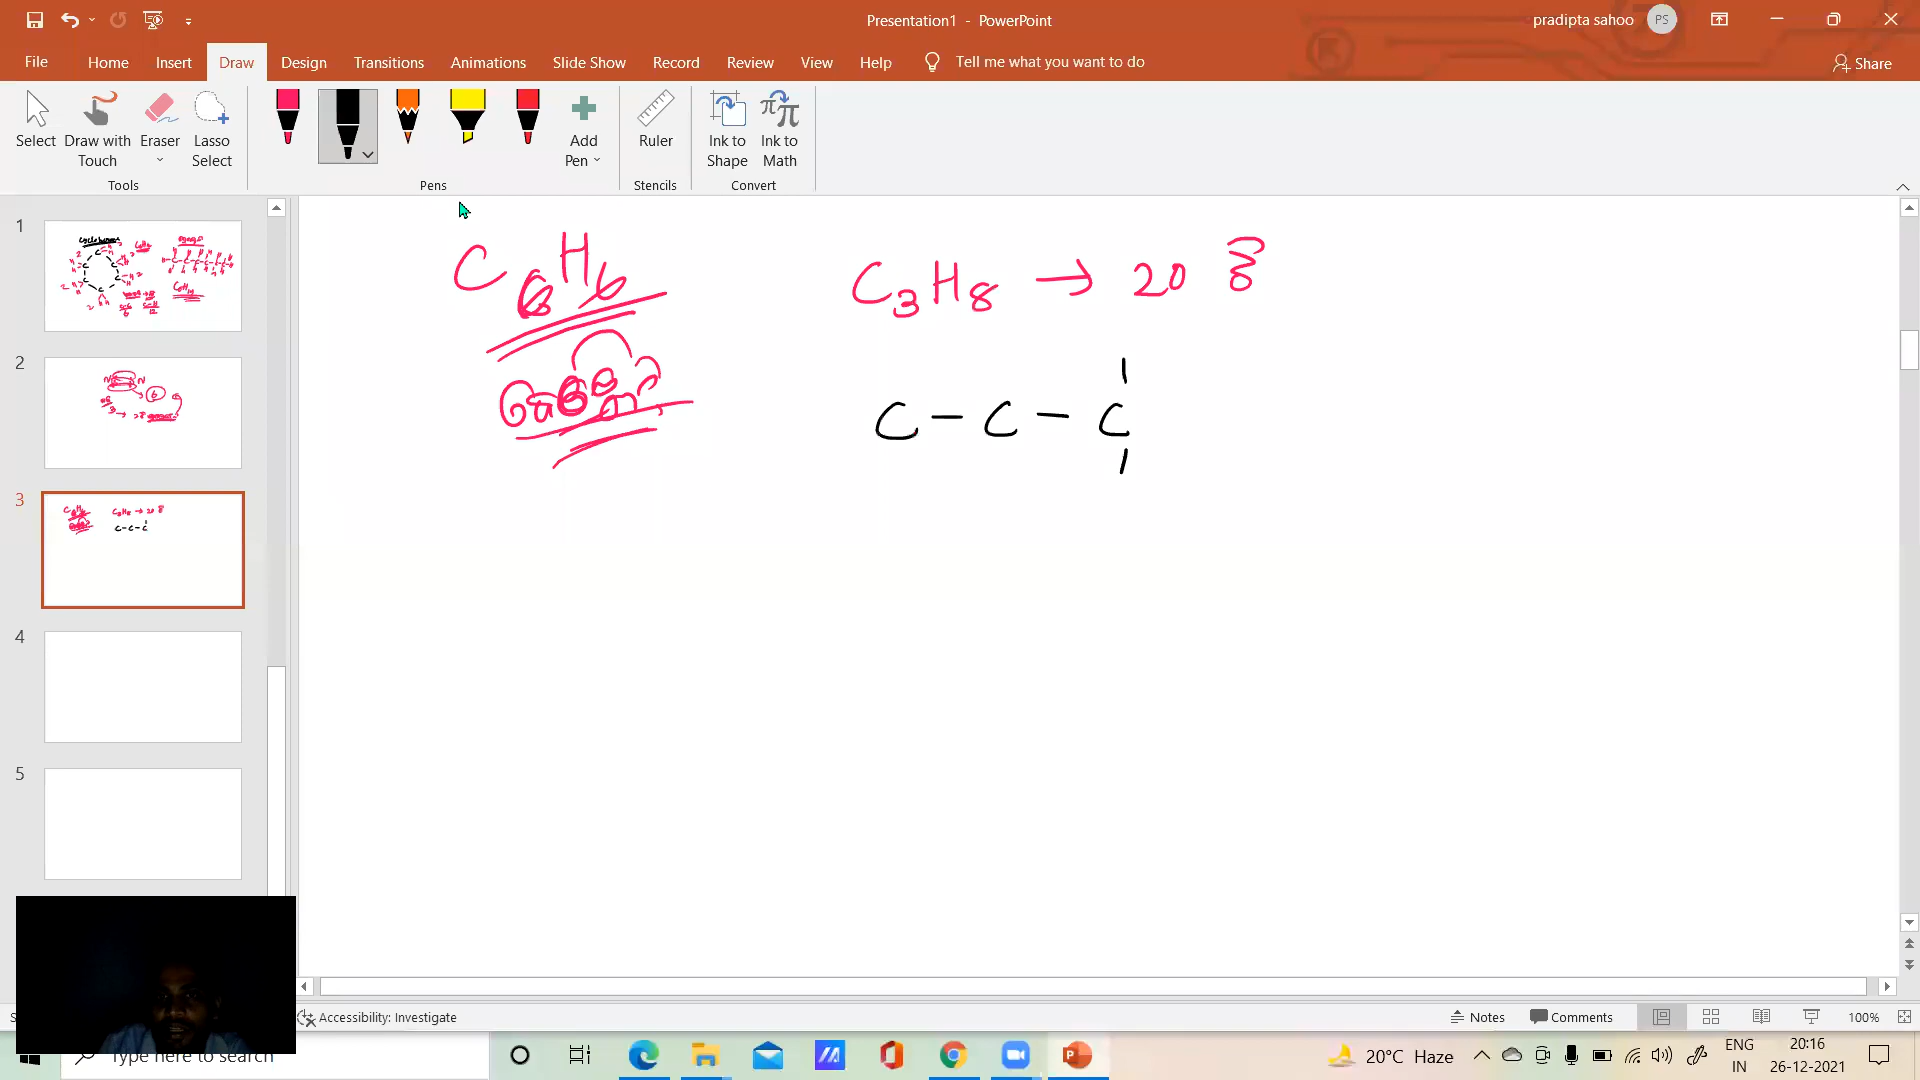 Presentation1 - PowerPoint
pradipta sahoo PS
File Home Insert Draw Design Transitions Animations Slide Show Record Review View Help Tell me what you want to do Share
Select Draw with Touch Eraser Lasso Select
Add Pen Ruler Ink to Shape Ink to Math
Tools Pens Stencils Convert
1
2
3
4
5
C6H6
C3H8 → 20
C - C - C
Accessibility: Investigate
Notes Comments 100%
Type here to search
20°C Haze
ENG
IN
20:16
26-12-2021